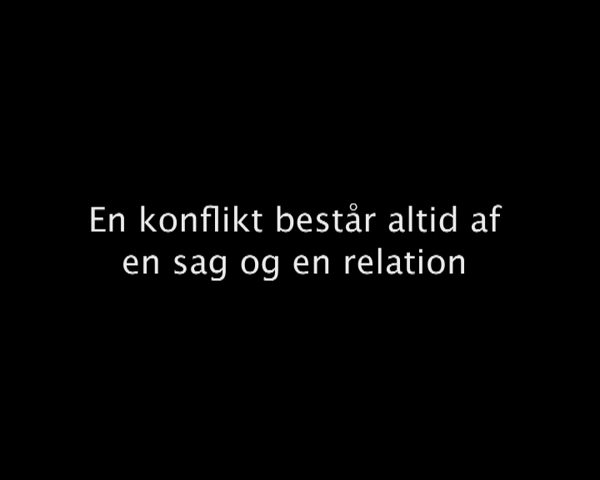 En konflikt består altid af
en sag og en relation